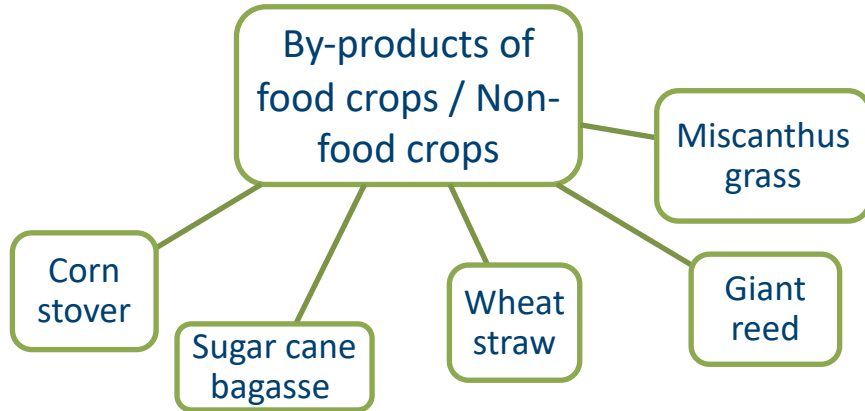 By-products of
food crops / Non-
food crops
Miscanthus
grass
Corn
stover
Sugar cane
bagasse
Wheat
straw
Giant
reed